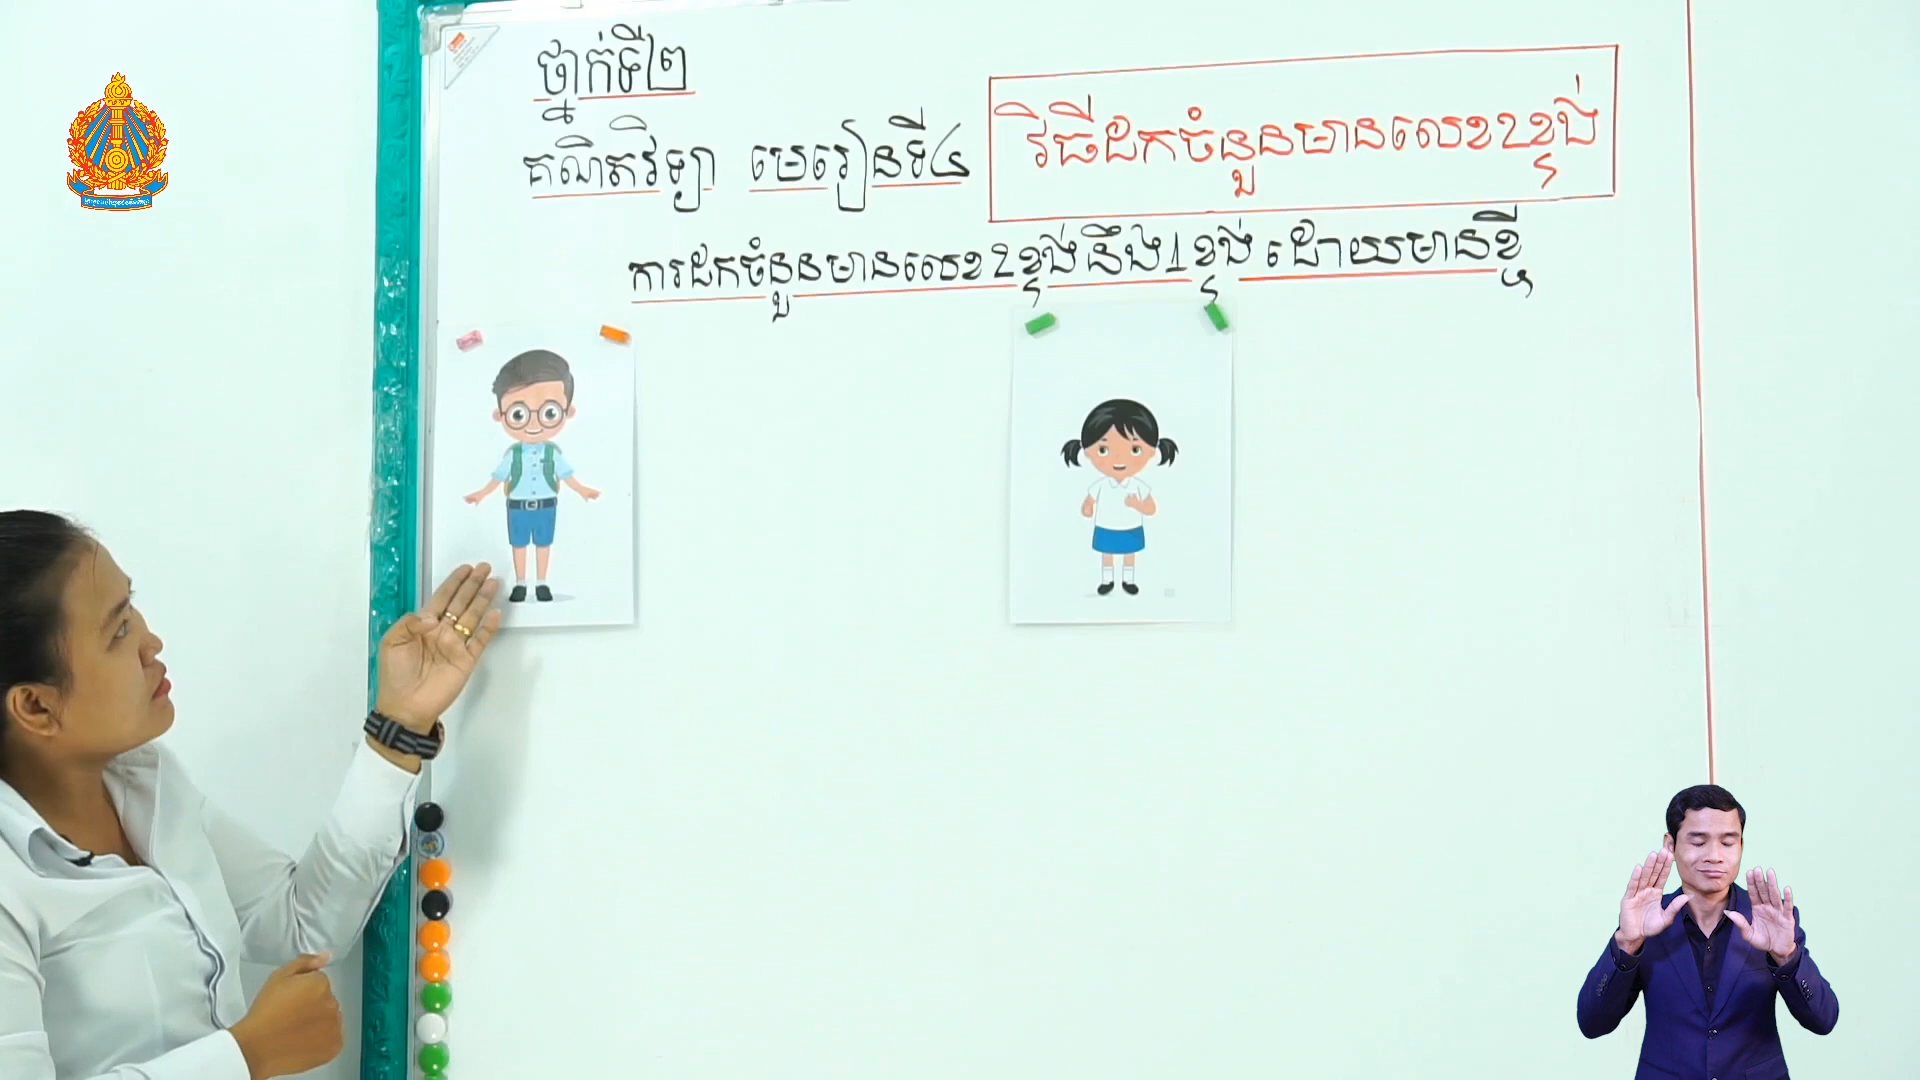 ថ្នាក់ទី២
គណិតវិទ្យា មេរៀនទី៤
វិធីដកចំនួនមានលេខ2ខ្ទង់
ការដកចំនួនមានលេខ2ខ្ទង់នឹង1ខ្ទង់ ដោយមានខ្ចី